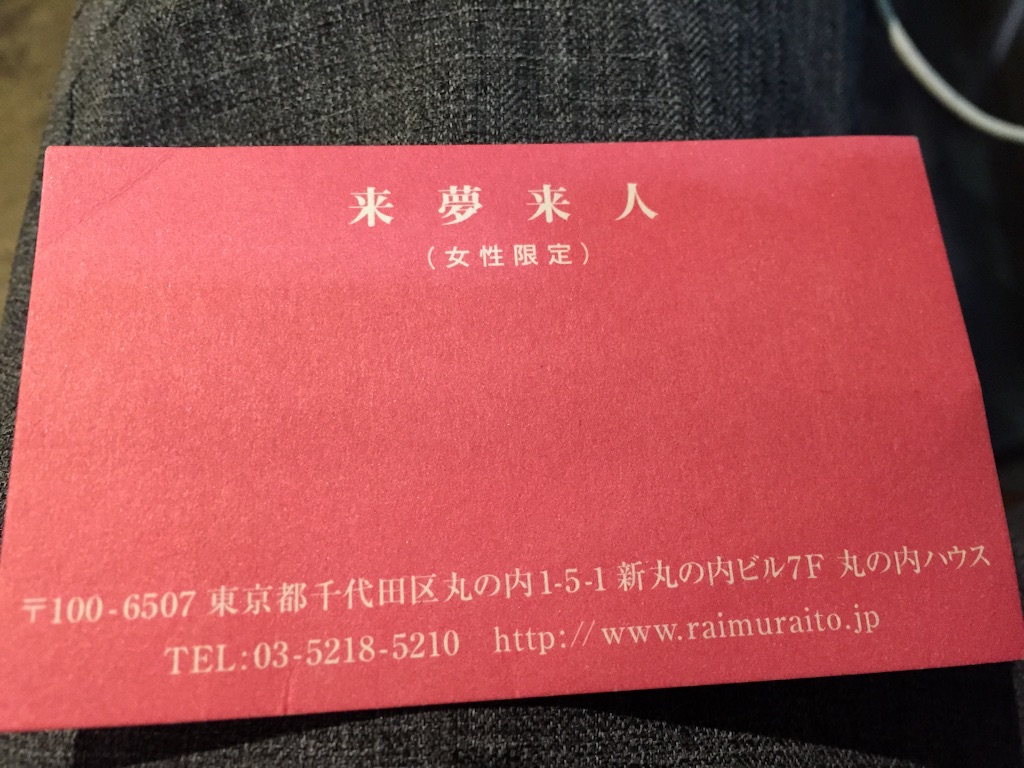 来夢来人
(女性限定)
〒100-6507 東京都千代田区丸の内1-5-1 新丸の内ビル7F 丸の内ハウス
TEL:03-5218-5210 http://www.raimuraito.jp